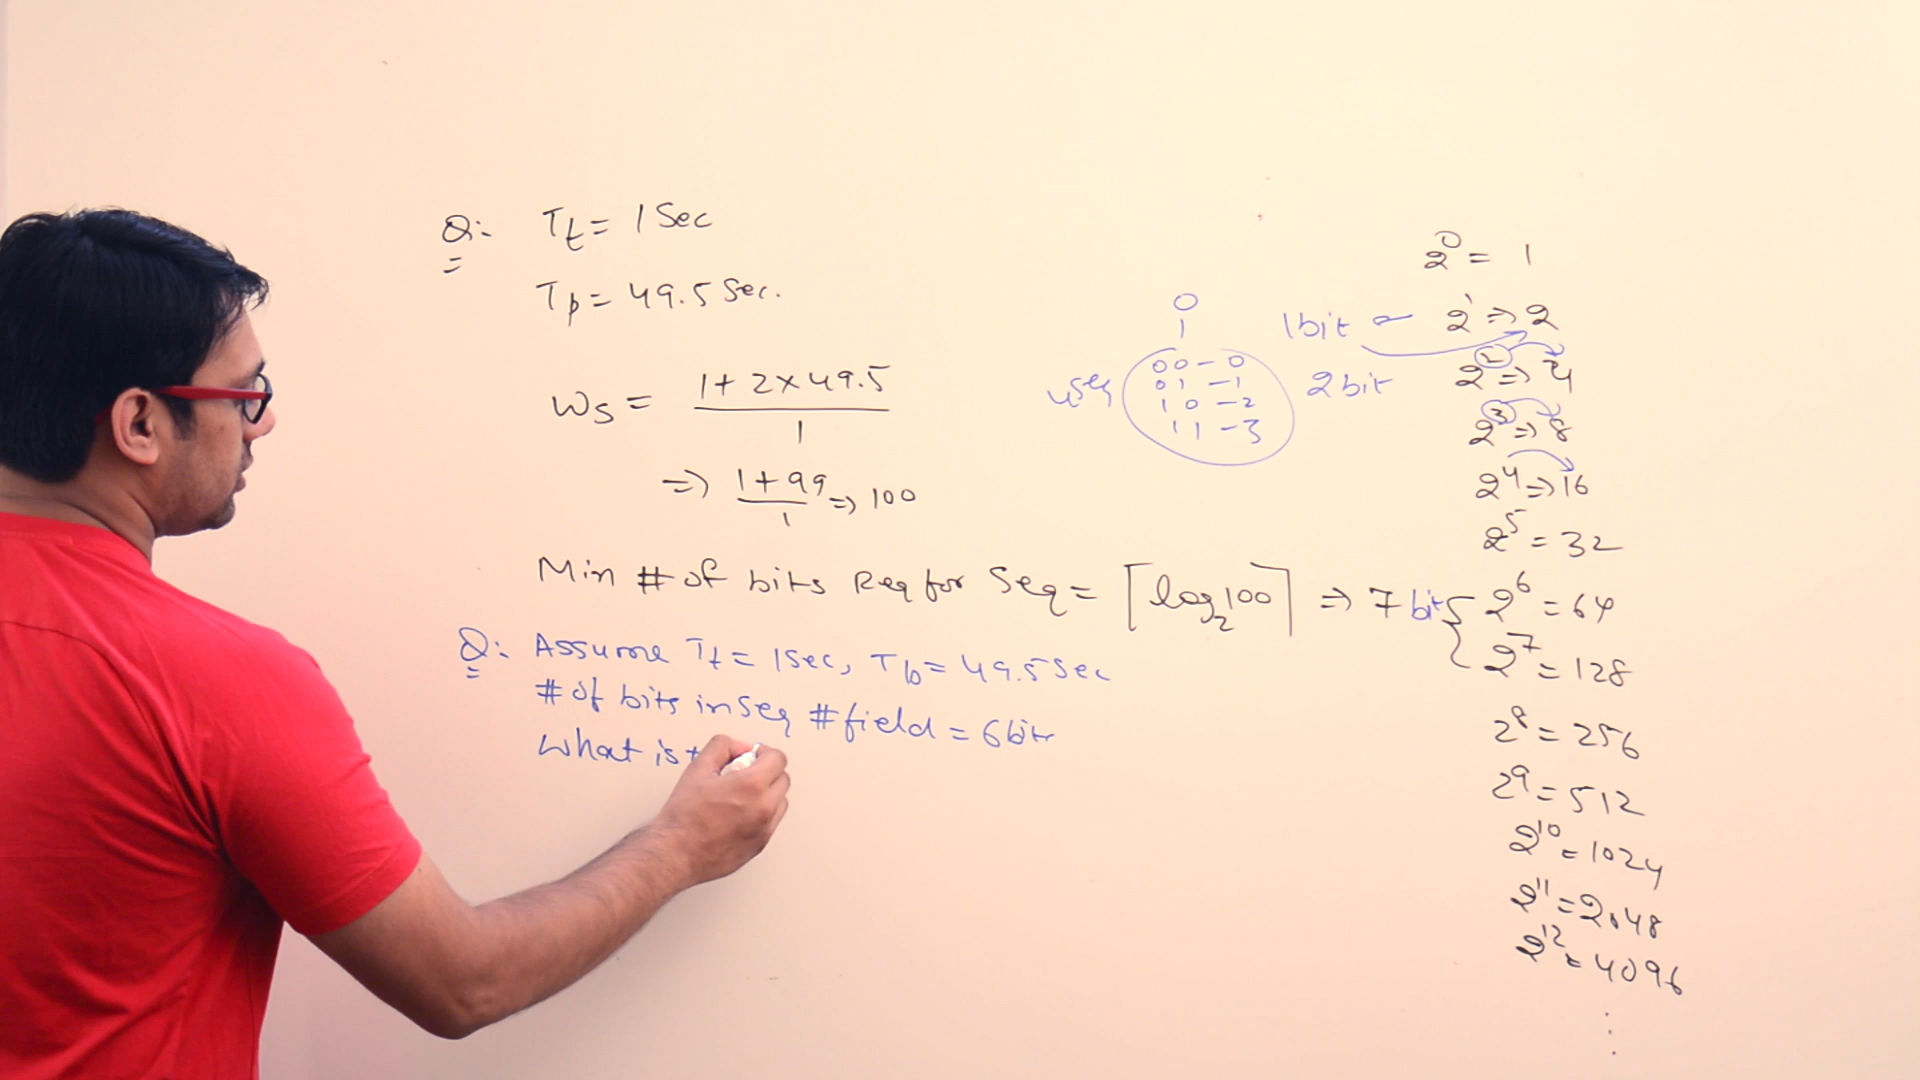 Q: Tt = 1 Sec
Tp = 49.5 Sec.
Ws = 1 + 2 × 49.5 / 1
=> 1 + 99 / 1 => 100
Min # of bits Req for Seq = ⌈log₂100⌉ => 7 bit
Q: Assume Tt = 1sec, Tp = 49.5 Sec
# of bits in Seq # field = 6 bit
What is t
0
1
00 - 0
01 - 1
10 - 2
11 - 3
1bit
2 bit
2⁰ = 1
2¹ => 2
2² => 4
2³ => 8
2⁴ => 16
2⁵ = 32
2⁶ = 64
2⁷ = 128
2⁸ = 256
2⁹ = 512
2¹⁰ = 1024
2¹¹ = 2048
2¹² = 4096